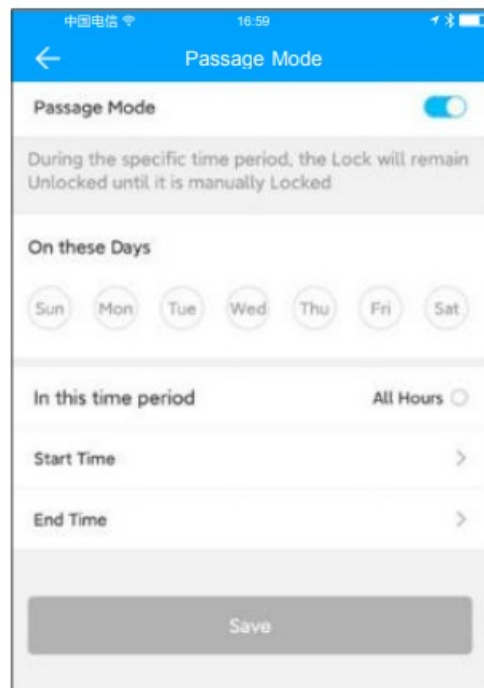 中国电信 16:59
Passage Mode
Passage Mode
During the specific time period, the Lock will remain
Unlocked until it is manually Locked
On these Days
Sun Mon Tue Wed Thu Fri Sat
In this time period All Hours
Start Time
End Time
Save